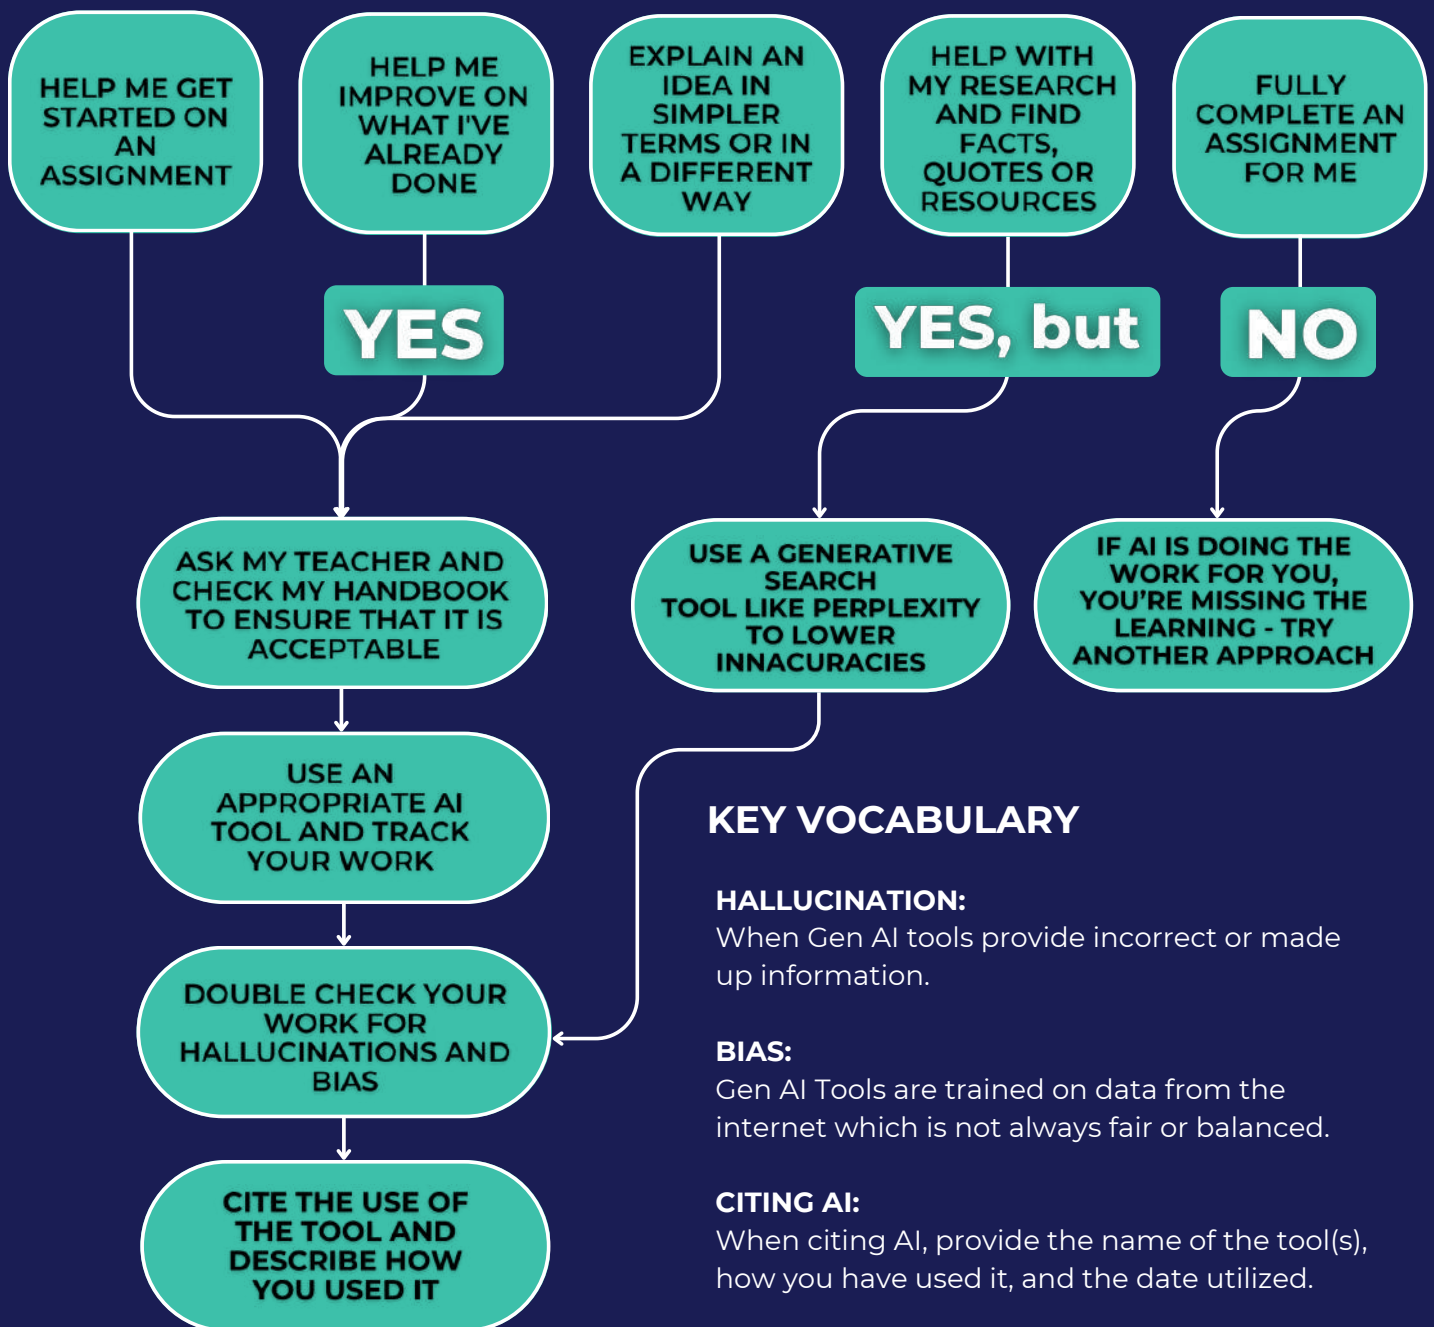 HELP ME GET
STARTED ON
AN
ASSIGNMENT
HELP ME
IMPROVE ON
WHAT I'VE
ALREADY
DONE
EXPLAIN AN
IDEA IN
SIMPLER
TERMS OR IN
A DIFFERENT
WAY
HELP WITH
MY RESEARCH
AND FIND
FACTS,
QUOTES OR
RESOURCES
FULLY
COMPLETE AN
ASSIGNMENT
FOR ME
YES
YES, but
NO
ASK MY TEACHER AND
CHECK MY HANDBOOK
TO ENSURE THAT IT IS
ACCEPTABLE
USE A GENERATIVE
SEARCH
TOOL LIKE PERPLEXITY
TO LOWER
INNACURACIES
IF AI IS DOING THE
WORK FOR YOU,
YOU’RE MISSING THE
LEARNING - TRY
ANOTHER APPROACH
USE AN
APPROPRIATE AI
TOOL AND TRACK
YOUR WORK
DOUBLE CHECK YOUR
WORK FOR
HALLUCINATIONS AND
BIAS
CITE THE USE OF
THE TOOL AND
DESCRIBE HOW
YOU USED IT
KEY VOCABULARY
HALLUCINATION:
When Gen AI tools provide incorrect or made
up information.
BIAS:
Gen AI Tools are trained on data from the
internet which is not always fair or balanced.
CITING AI:
When citing AI, provide the name of the tool(s),
how you have used it, and the date utilized.